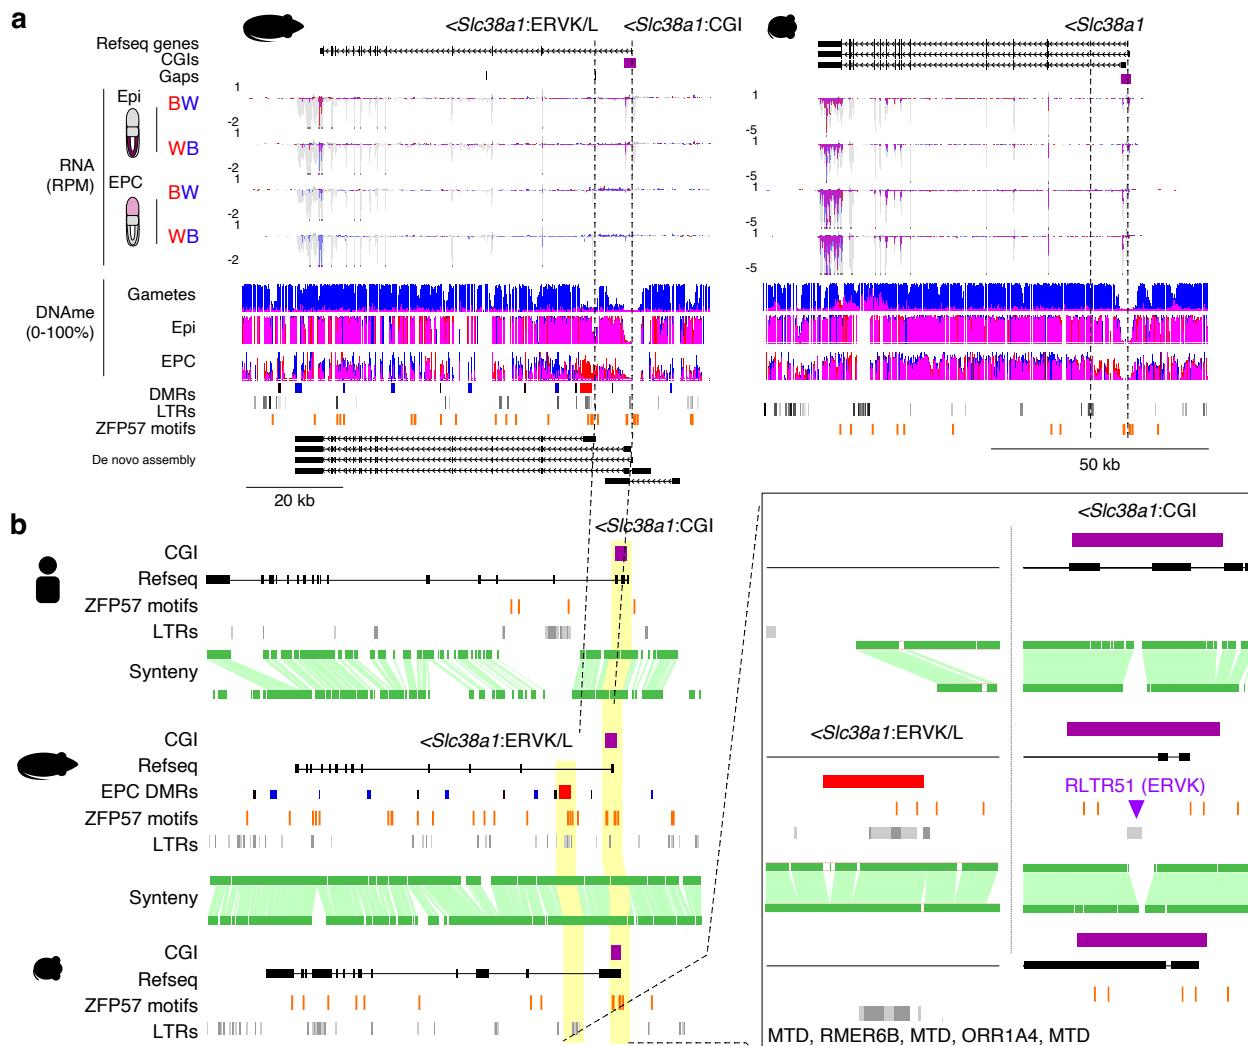 a
<Slc38a1:ERVK/L
<Slc38a1:CGI
<Slc38a1
Refseq genes
CGIs
Gaps
RNA
(RPM)
Epi
BW
1
-2
WB
1
-2
EPC
BW
1
-2
WB
1
-2
1
-5
1
-5
1
-5
1
-5
DNAme
(0-100%)
Gametes
Epi
EPC
DMRs
LTRs
ZFP57 motifs
De novo assembly
20 kb
50 kb
b
<Slc38a1:CGI
CGI
Refseq
ZFP57 motifs
LTRs
Synteny
CGI
<Slc38a1:ERVK/L
Refseq
EPC DMRs
ZFP57 motifs
LTRs
Synteny
CGI
Refseq
ZFP57 motifs
LTRs
<Slc38a1:CGI
<Slc38a1:ERVK/L
RLTR51 (ERVK)
MTD, RMER6B, MTD, ORR1A4, MTD